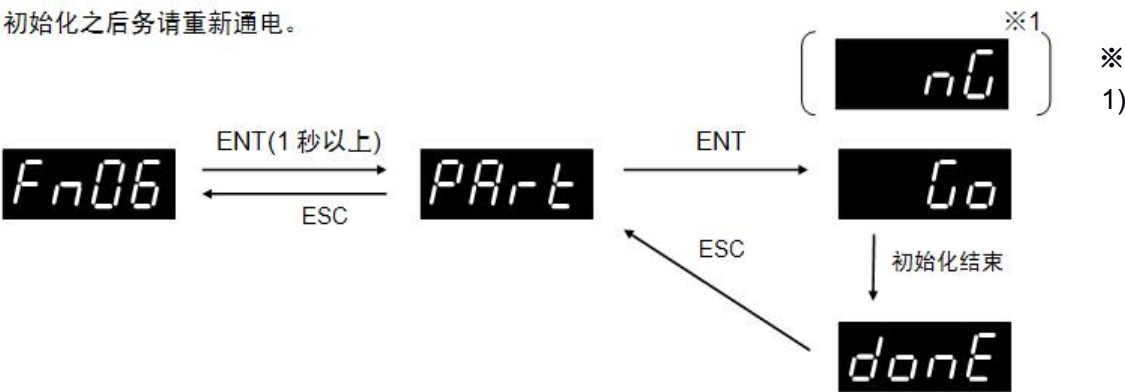 初始化之后务请重新通电。
※1
※
1)
nG
ENT(1 秒以上)
ENT
Fn06
PArt
Go
ESC
ESC
初始化结束
donE